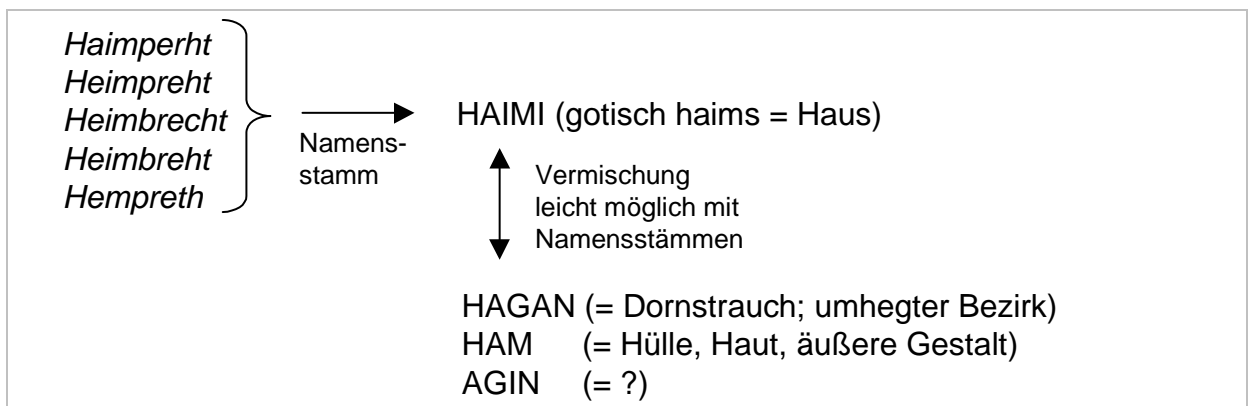 Haimperht
Heimpreht
Heimbrecht
Heimbreht
Hempreth
Namens-
stamm
HAIMI (gotisch haims = Haus)
Vermischung
leicht möglich mit
Namensstämmen
HAGAN (= Dornstrauch; umhegter Bezirk)
HAM (= Hülle, Haut, äußere Gestalt)
AGIN (= ?)